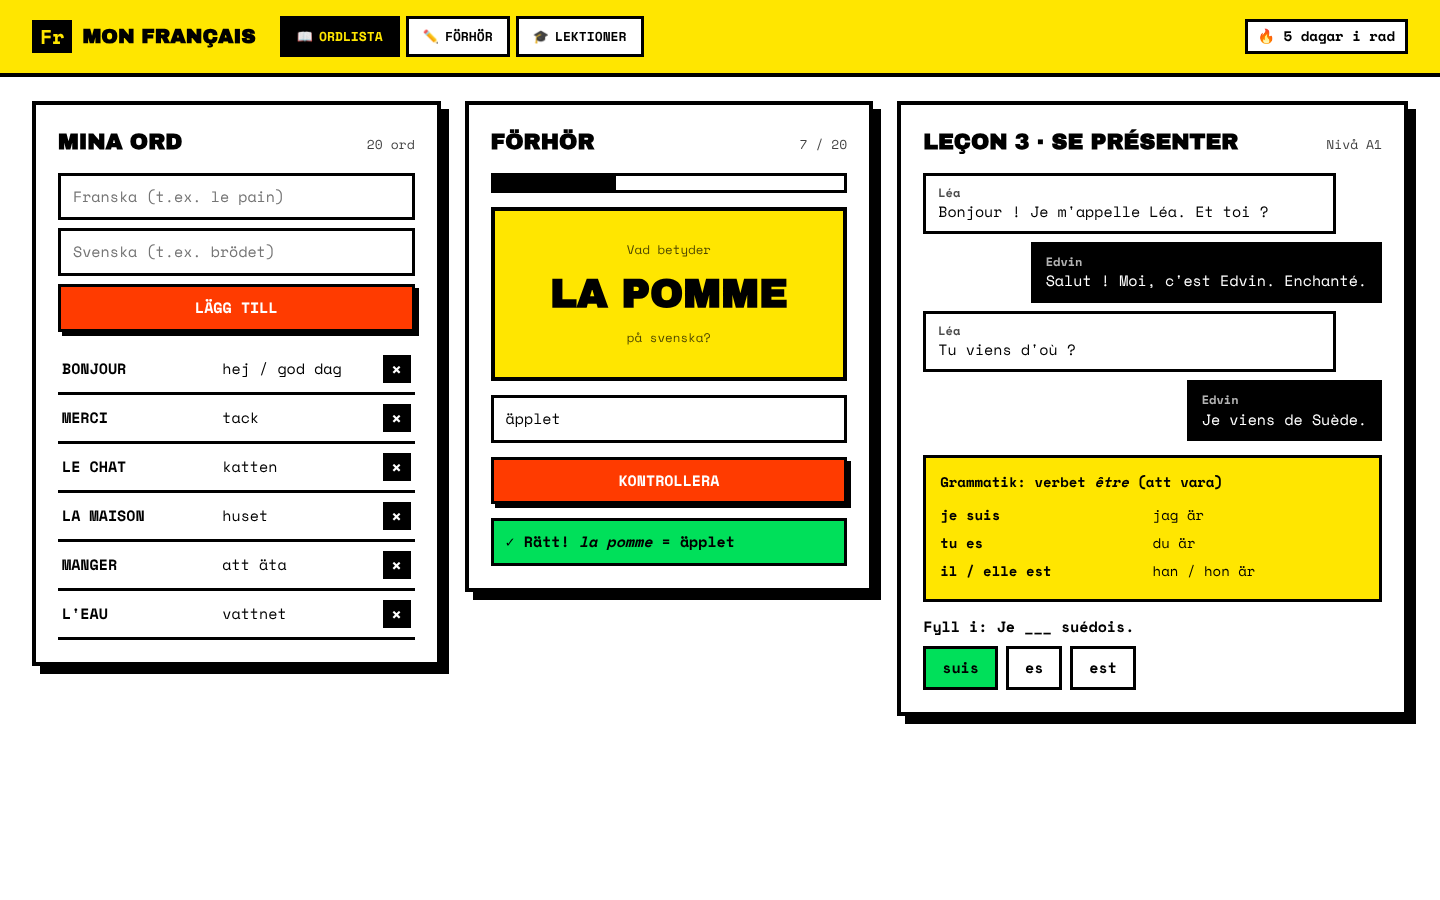 Fr MON FRANÇAIS
📖 ORDLISTA
✏️ FÖRHÖR
🎓 LEKTIONER
🔥 5 dagar i rad
MINA ORD
20 ord
Franska (t.ex. le pain)
Svenska (t.ex. brödet)
LÄGG TILL
BONJOUR hej / god dag ×
MERCI tack ×
LE CHAT katten ×
LA MAISON huset ×
MANGER att äta ×
L'EAU vattnet ×
FÖRHÖR
7 / 20
Vad betyder
LA POMME
på svenska?
äpplet
KONTROLLERA
✓ Rätt! la pomme = äpplet
LEÇON 3 · SE PRÉSENTER
Nivå A1
Léa
Bonjour ! Je m'appelle Léa. Et toi ?
Edvin
Salut ! Moi, c'est Edvin. Enchanté.
Léa
Tu viens d'où ?
Edvin
Je viens de Suède.
Grammatik: verbet être (att vara)
je suis jag är
tu es du är
il / elle est han / hon är
Fyll i: Je ___ suédois.
suis es est